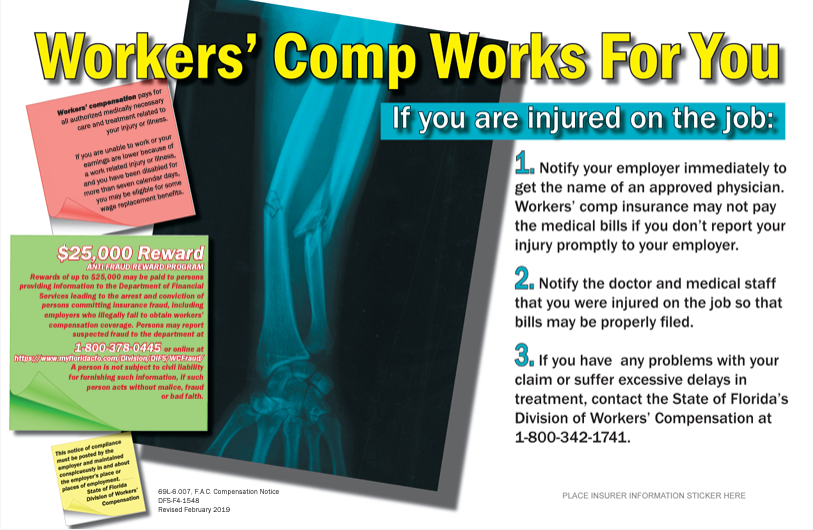 Workers' Comp Works For You
Workers' compensation pays for
all authorized medically necessary
care and treatment related to
your injury or illness.
If you are unable to work or your
earnings are lower because of
a work related injury or illness,
and you have been disabled for
more than seven calendar days,
you may be eligible for some
wage replacement benefits.
$25,000 Reward
ANTI-FRAUD REWARD PROGRAM
Rewards of up to $25,000 may be paid to persons
providing information to the Department of Financial
Services leading to the arrest and conviction of
persons committing insurance fraud, including
employers who illegally fail to obtain workers'
compensation coverage. Persons may report
suspected fraud to the department at
1-800-378-0445 or online at
https://www.myfloridacfo.com/Division/DIFS/WCFraud/
A person is not subject to civil liability
for furnishing such information, if such
person acts without malice, fraud
or bad faith.
This notice of compliance
must be posted by the
employer and maintained
conspicuously in and about
the employer's place or
places of employment.
State of Florida
Division of Workers'
Compensation
69L-6.007, F.A.C. Compensation Notice
DFS-F4-1548
Revised February 2019
If you are injured on the job:
1. Notify your employer immediately to
get the name of an approved physician.
Workers' comp insurance may not pay
the medical bills if you don't report your
injury promptly to your employer.
2. Notify the doctor and medical staff
that you were injured on the job so that
bills may be properly filed.
3. If you have any problems with your
claim or suffer excessive delays in
treatment, contact the State of Florida's
Division of Workers' Compensation at
1-800-342-1741.
PLACE INSURER INFORMATION STICKER HERE